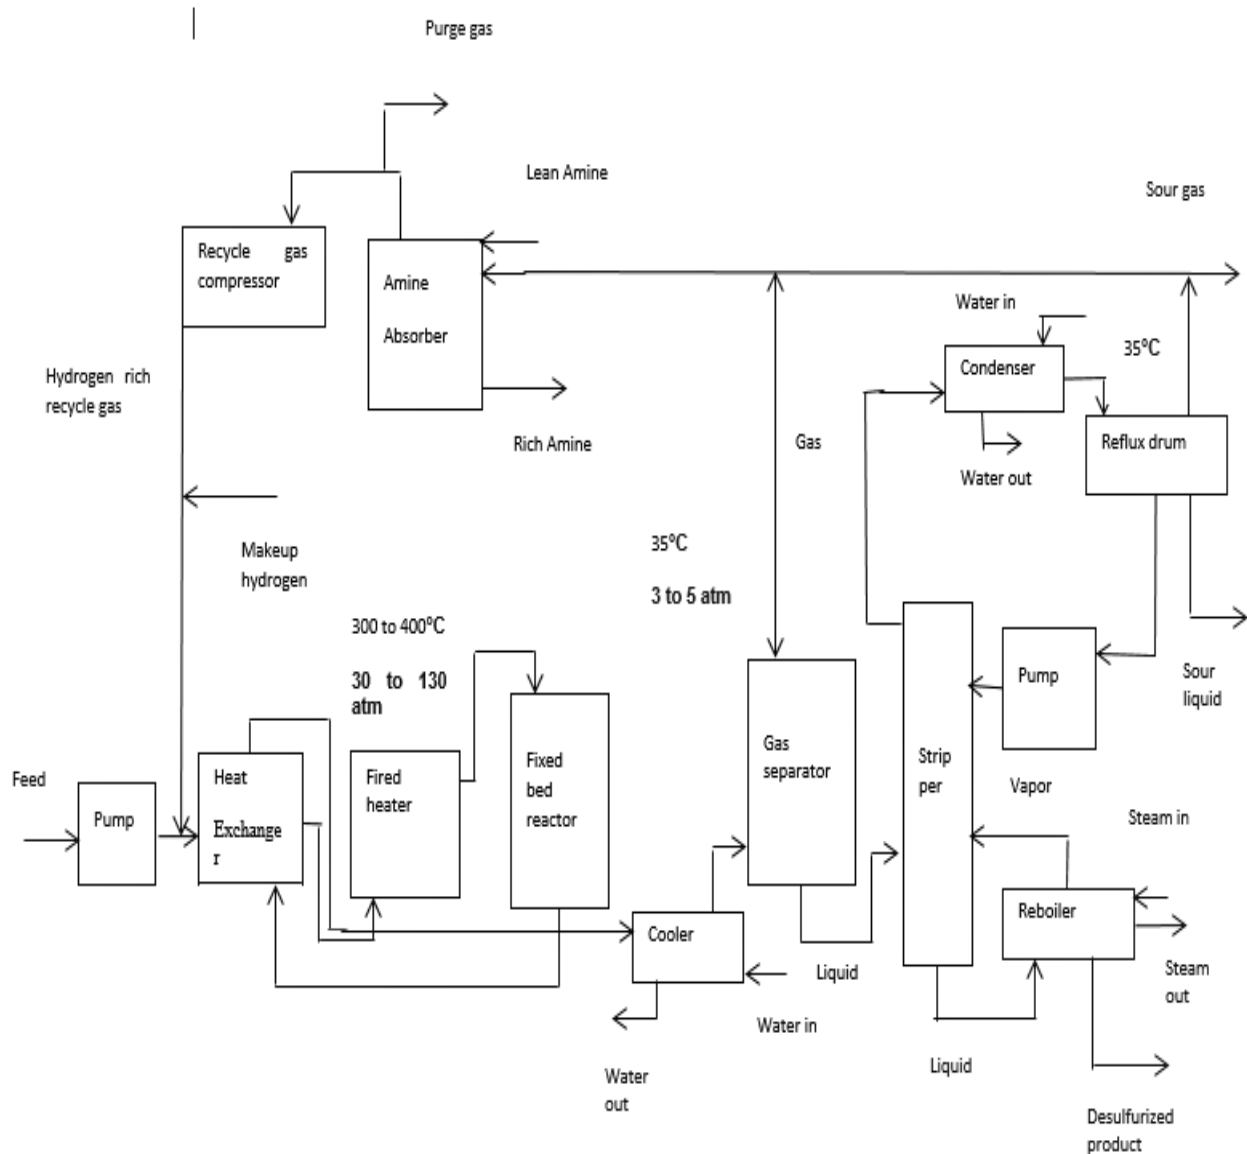 Purge gas
Lean Amine
Sour gas
Recycle gas
compressor
Amine
Absorber
Water in
35⁰C
Condenser
Hydrogen rich
recycle gas
Rich Amine
Gas
Reflux drum
Water out
Makeup
hydrogen
35⁰C
3 to 5 atm
300 to 400⁰C
30 to 130
atm
Pump
Sour
liquid
Feed
Pump
Heat
Exchange
r
Fired
heater
Fixed
bed
reactor
Gas
separator
Strip
per
Vapor
Steam in
Reboiler
Cooler
Liquid
Steam
out
Water in
Water
out
Liquid
Desulfurized
product